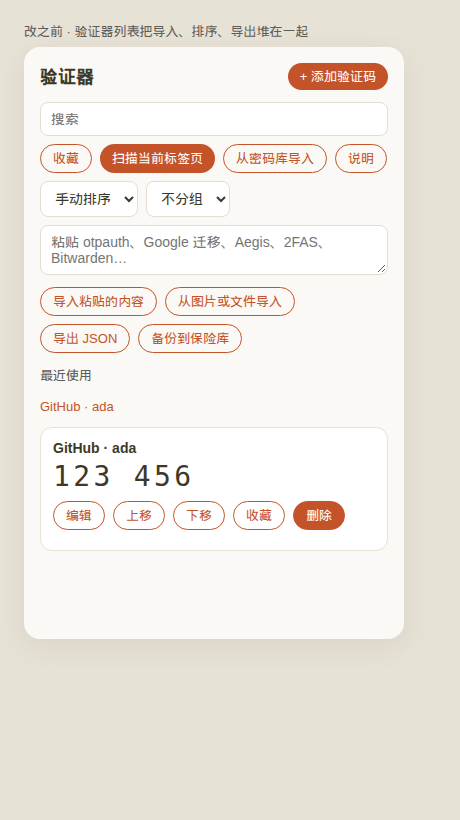 改之前 · 验证器列表把导入、排序、导出堆在一起
验证器
+ 添加验证码
搜索
收藏 扫描当前标签页 从密码库导入 说明
手动排序 不分组
粘贴 otpauth、Google 迁移、Aegis、2FAS、
Bitwarden…
导入粘贴的内容 从图片或文件导入
导出 JSON 备份到保险库
最近使用
GitHub · ada
GitHub · ada
123 456
编辑 上移 下移 收藏 删除